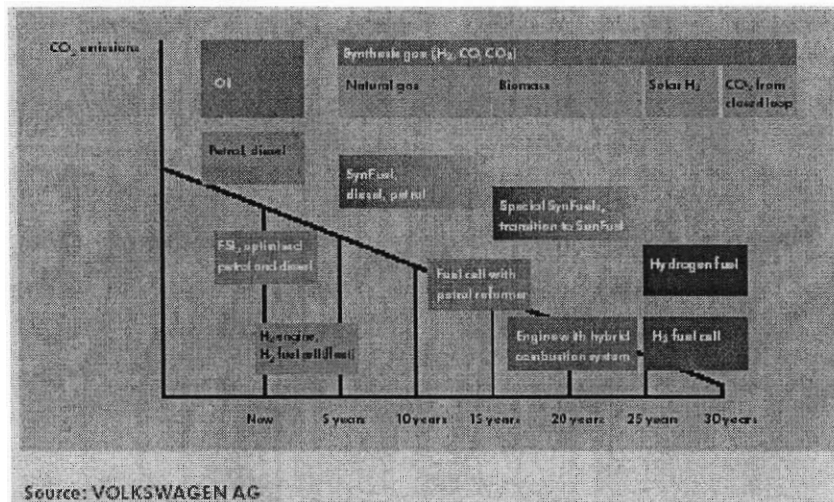 CO₂ emissions
Oil
Synthesis gas (H₂, CO, CO₂)
Natural gas
Biomass
Solar H₂
CO₂ from
closed loop
Petrol, diesel
SynFuel,
diesel, petrol
Special SynFuels,
transition to SunFuel
FSI, optimised
petrol and diesel
Fuel cell with
petrol reformer
Hydrogen fuel
H₂ engine,
H₂ fuel cell (fleet)
Engine with hybrid
combustion system
H₂ fuel cell
Now
5 years
10 years
15 years
20 years
25 years
30 years
Source: VOLKSWAGEN AG